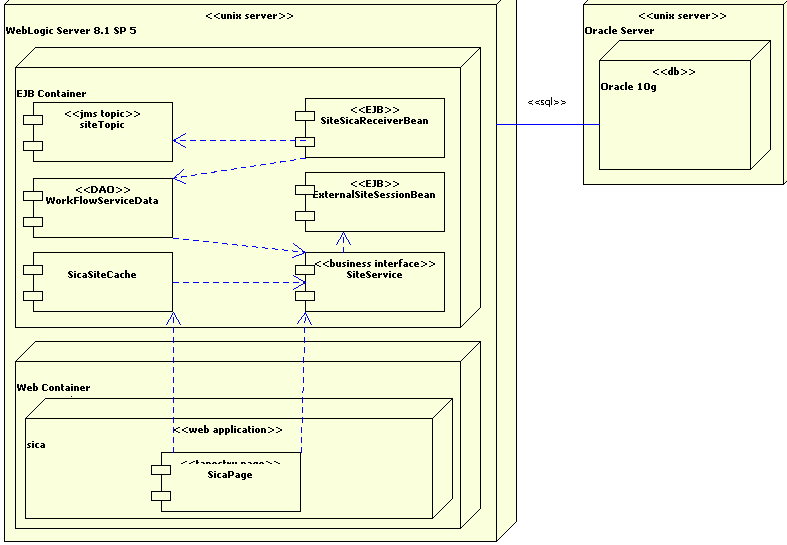 <<unix server>>
WebLogic Server 8.1 SP 5
EJB Container
<<jms topic>>
siteTopic
<<EJB>>
SiteSicaReceiverBean
<<DAO>>
WorkFlowServiceData
<<EJB>>
ExternalSiteSessionBean
SicaSiteCache
<<business interface>>
SiteService
Web Container
<<web application>>
sica
<<tapestry page>>
SicaPage
<<sql>>
<<unix server>>
Oracle Server
<<db>>
Oracle 10g